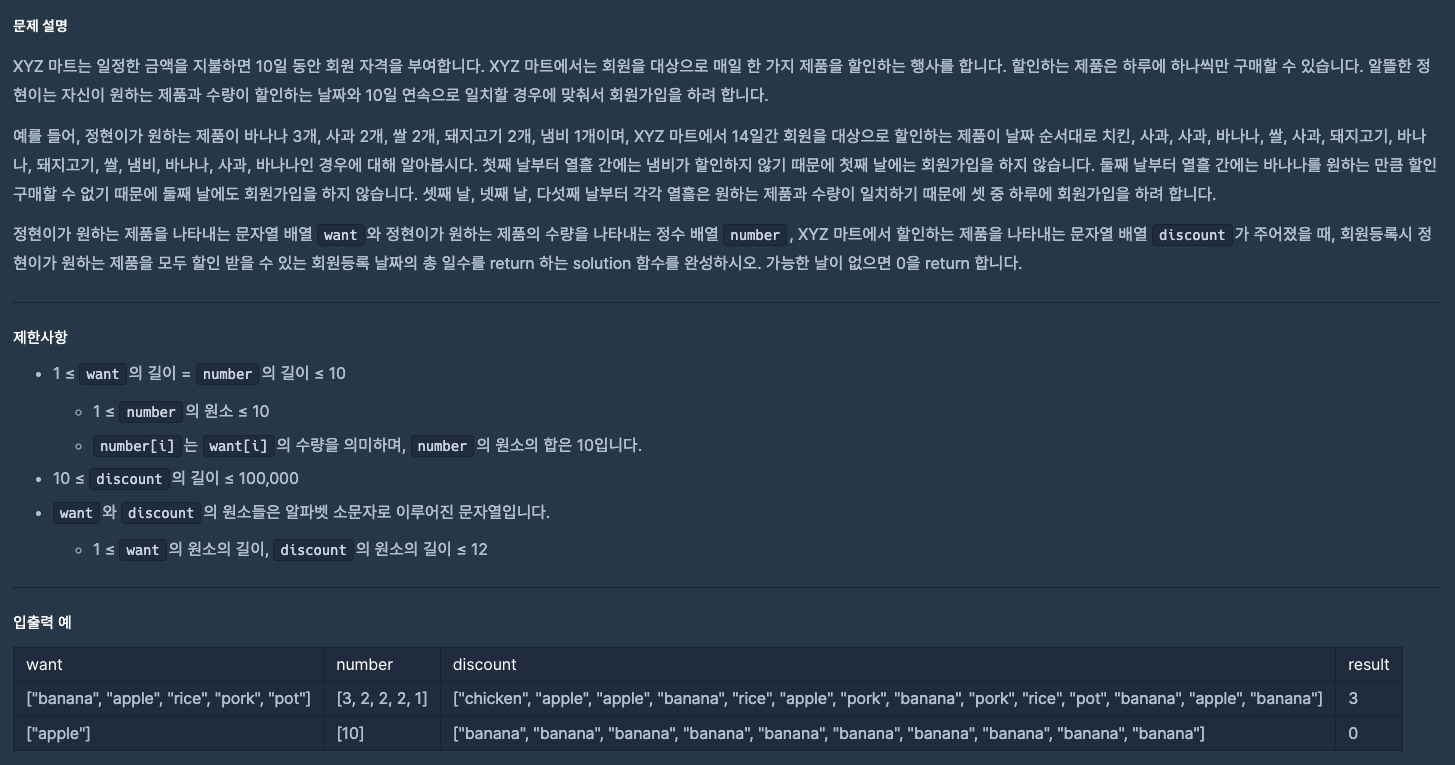 문제 설명
XYZ 마트는 일정한 금액을 지불하면 10일 동안 회원 자격을 부여합니다. XYZ 마트에서는 회원을 대상으로 매일 한 가지 제품을 할인하는 행사를 합니다. 할인하는 제품은 하루에 하나씩만 구매할 수 있습니다. 알뜰한 정
현이는 자신이 원하는 제품과 수량이 할인하는 날짜와 10일 연속으로 일치할 경우에 맞춰서 회원가입을 하려 합니다.
예를 들어, 정현이가 원하는 제품이 바나나 3개, 사과 2개, 쌀 2개, 돼지고기 2개, 냄비 1개이며, XYZ 마트에서 14일간 회원을 대상으로 할인하는 제품이 날짜 순서대로 치킨, 사과, 사과, 바나나, 쌀, 사과, 돼지고기, 바나
나, 돼지고기, 쌀, 냄비, 바나나, 사과, 바나나인 경우에 대해 알아봅시다. 첫째 날부터 열흘 간에는 냄비가 할인하지 않기 때문에 첫째 날에는 회원가입을 하지 않습니다. 둘째 날부터 열흘 간에는 바나나를 원하는 만큼 할인
구매할 수 없기 때문에 둘째 날에도 회원가입을 하지 않습니다. 셋째 날, 넷째 날, 다섯째 날부터 각각 열흘은 원하는 제품과 수량이 일치하기 때문에 셋 중 하루에 회원가입을 하려 합니다.
정현이가 원하는 제품을 나타내는 문자열 배열 want 와 정현이가 원하는 제품의 수량을 나타내는 정수 배열 number , XYZ 마트에서 할인하는 제품을 나타내는 문자열 배열 discount 가 주어졌을 때, 회원등록시 정
현이가 원하는 제품을 모두 할인 받을 수 있는 회원등록 날짜의 총 일수를 return 하는 solution 함수를 완성하시오. 가능한 날이 없으면 0을 return 합니다.
제한사항
• 1 ≤ want 의 길이 = number 의 길이 ≤ 10
◦ 1 ≤ number 의 원소 ≤ 10
◦ number[i] 는 want[i] 의 수량을 의미하며, number 의 원소의 합은 10입니다.
• 10 ≤ discount 의 길이 ≤ 100,000
• want 와 discount 의 원소들은 알파벳 소문자로 이루어진 문자열입니다.
◦ 1 ≤ want 의 원소의 길이, discount 의 원소의 길이 ≤ 12
입출력 예
want number discount result
["banana", "apple", "rice", "pork", "pot"] [3, 2, 2, 2, 1] ["chicken", "apple", "apple", "banana", "rice", "apple", "pork", "banana", "pork", "rice", "pot", "banana", "apple", "banana"] 3
["apple"] [10] ["banana", "banana", "banana", "banana", "banana", "banana", "banana", "banana", "banana", "banana"] 0